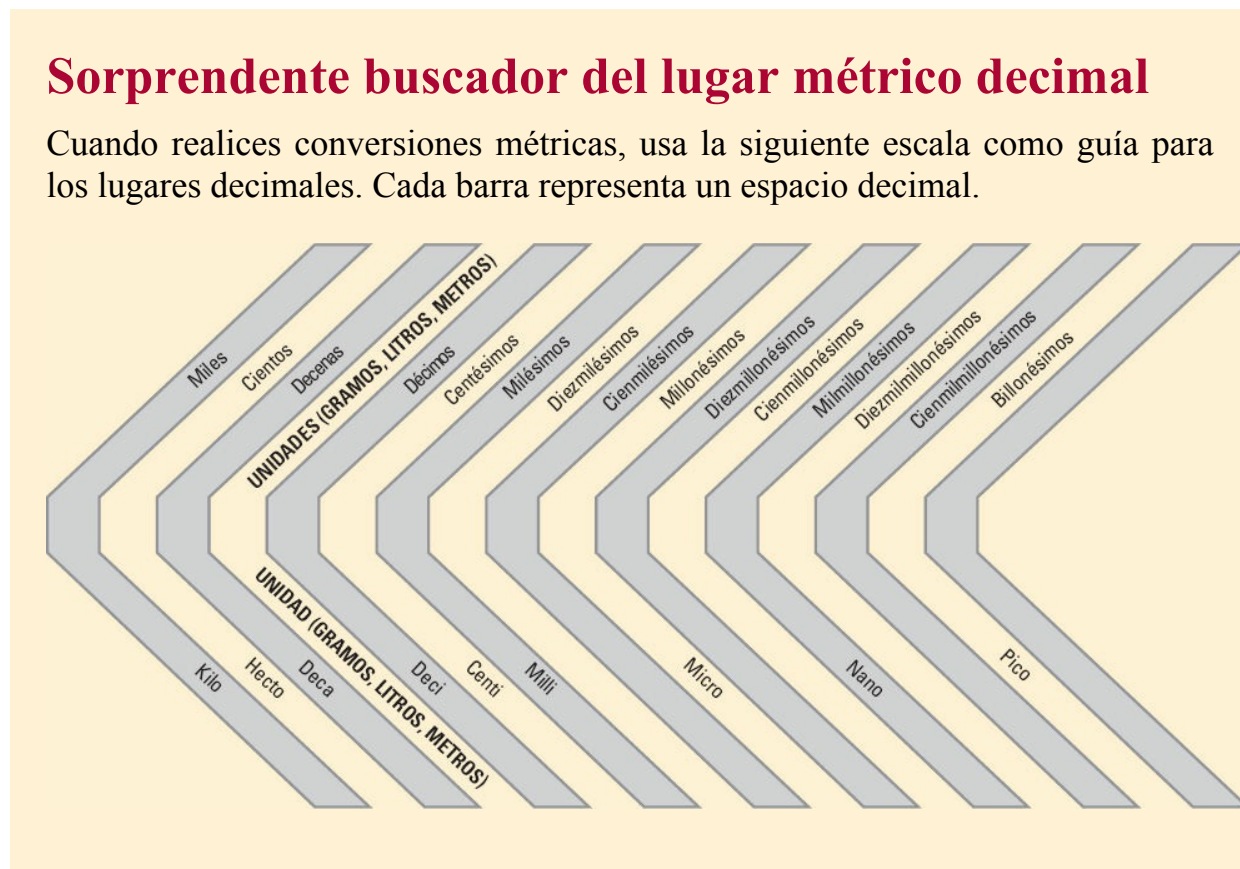 Sorprendente buscador del lugar métrico decimal
Cuando realices conversiones métricas, usa la siguiente escala como guía para
los lugares decimales. Cada barra representa un espacio decimal.
Miles
Cientos
Decenas
UNIDADES (GRAMOS, LITROS, METROS)
Décimos
Centésimos
Milésimos
Diezmilésimos
Cienmilésimos
Millonésimos
Diezmillonésimos
Cienmillonésimos
Milmillonésimos
Diezmilmillonésimos
Cienmilmillonésimos
Billonésimos
Kilo
Hecto
Deca
UNIDAD (GRAMOS, LITROS, METROS)
Deci
Centi
Milli
Micro
Nano
Pico